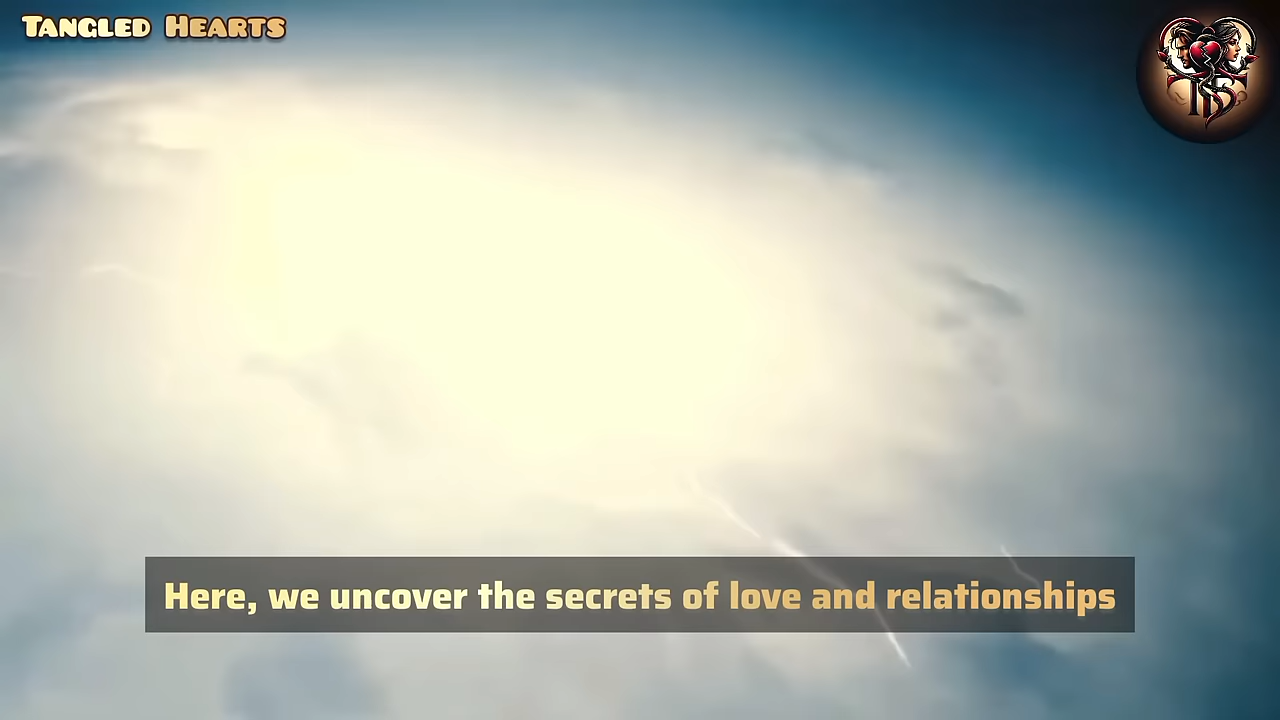 Tangled Hearts
Here, we uncover the secrets of love and relationships